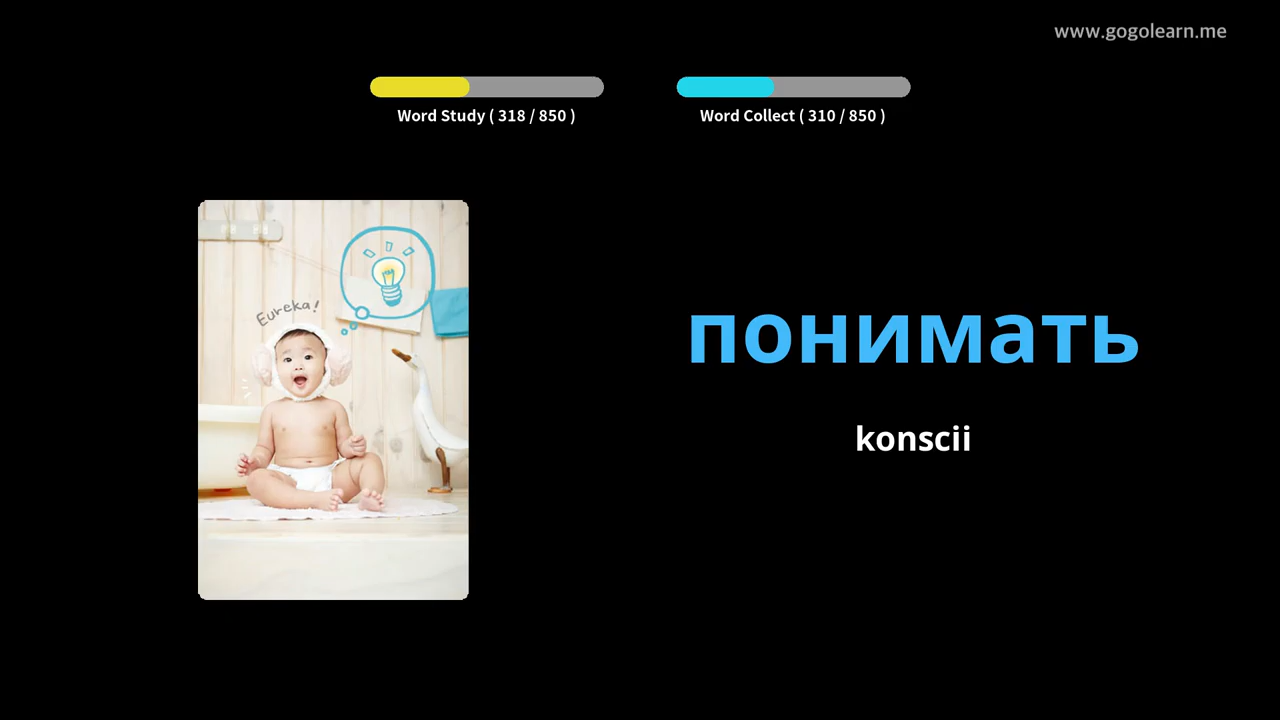 www.gogolearn.me
Word Study ( 318 / 850 )
Word Collect ( 310 / 850 )
Eureka!
понимать
konscii